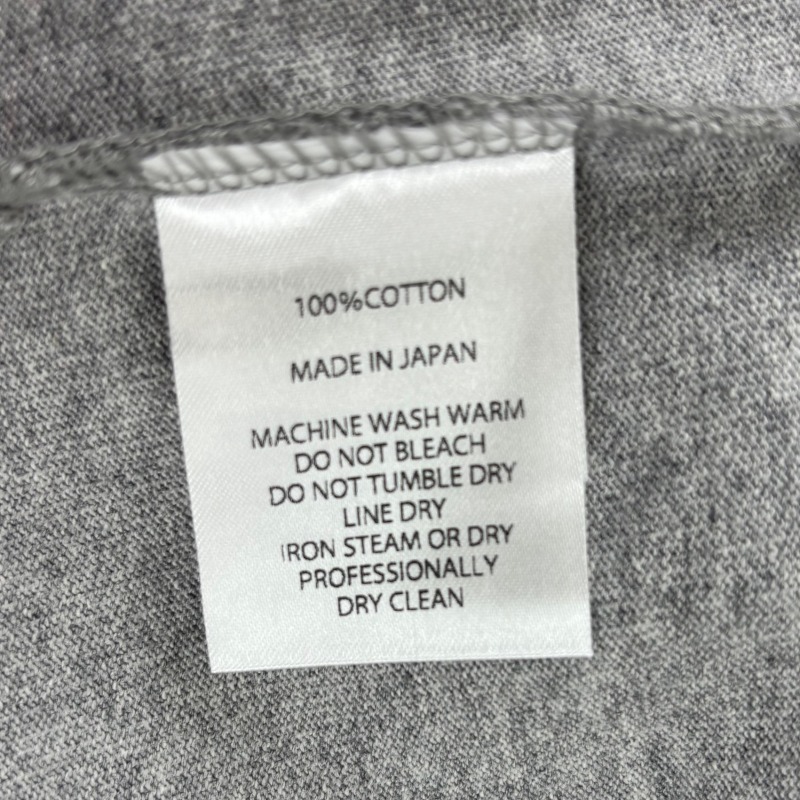 100%COTTON
MADE IN JAPAN
MACHINE WASH WARM
DO NOT BLEACH
DO NOT TUMBLE DRY
LINE DRY
IRON STEAM OR DRY
PROFESSIONALLY
DRY CLEAN